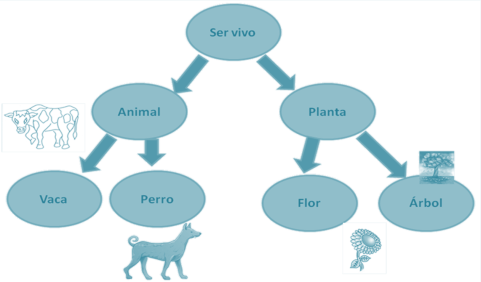 Ser vivo
Animal
Planta
Vaca
Perro
Flor
Árbol